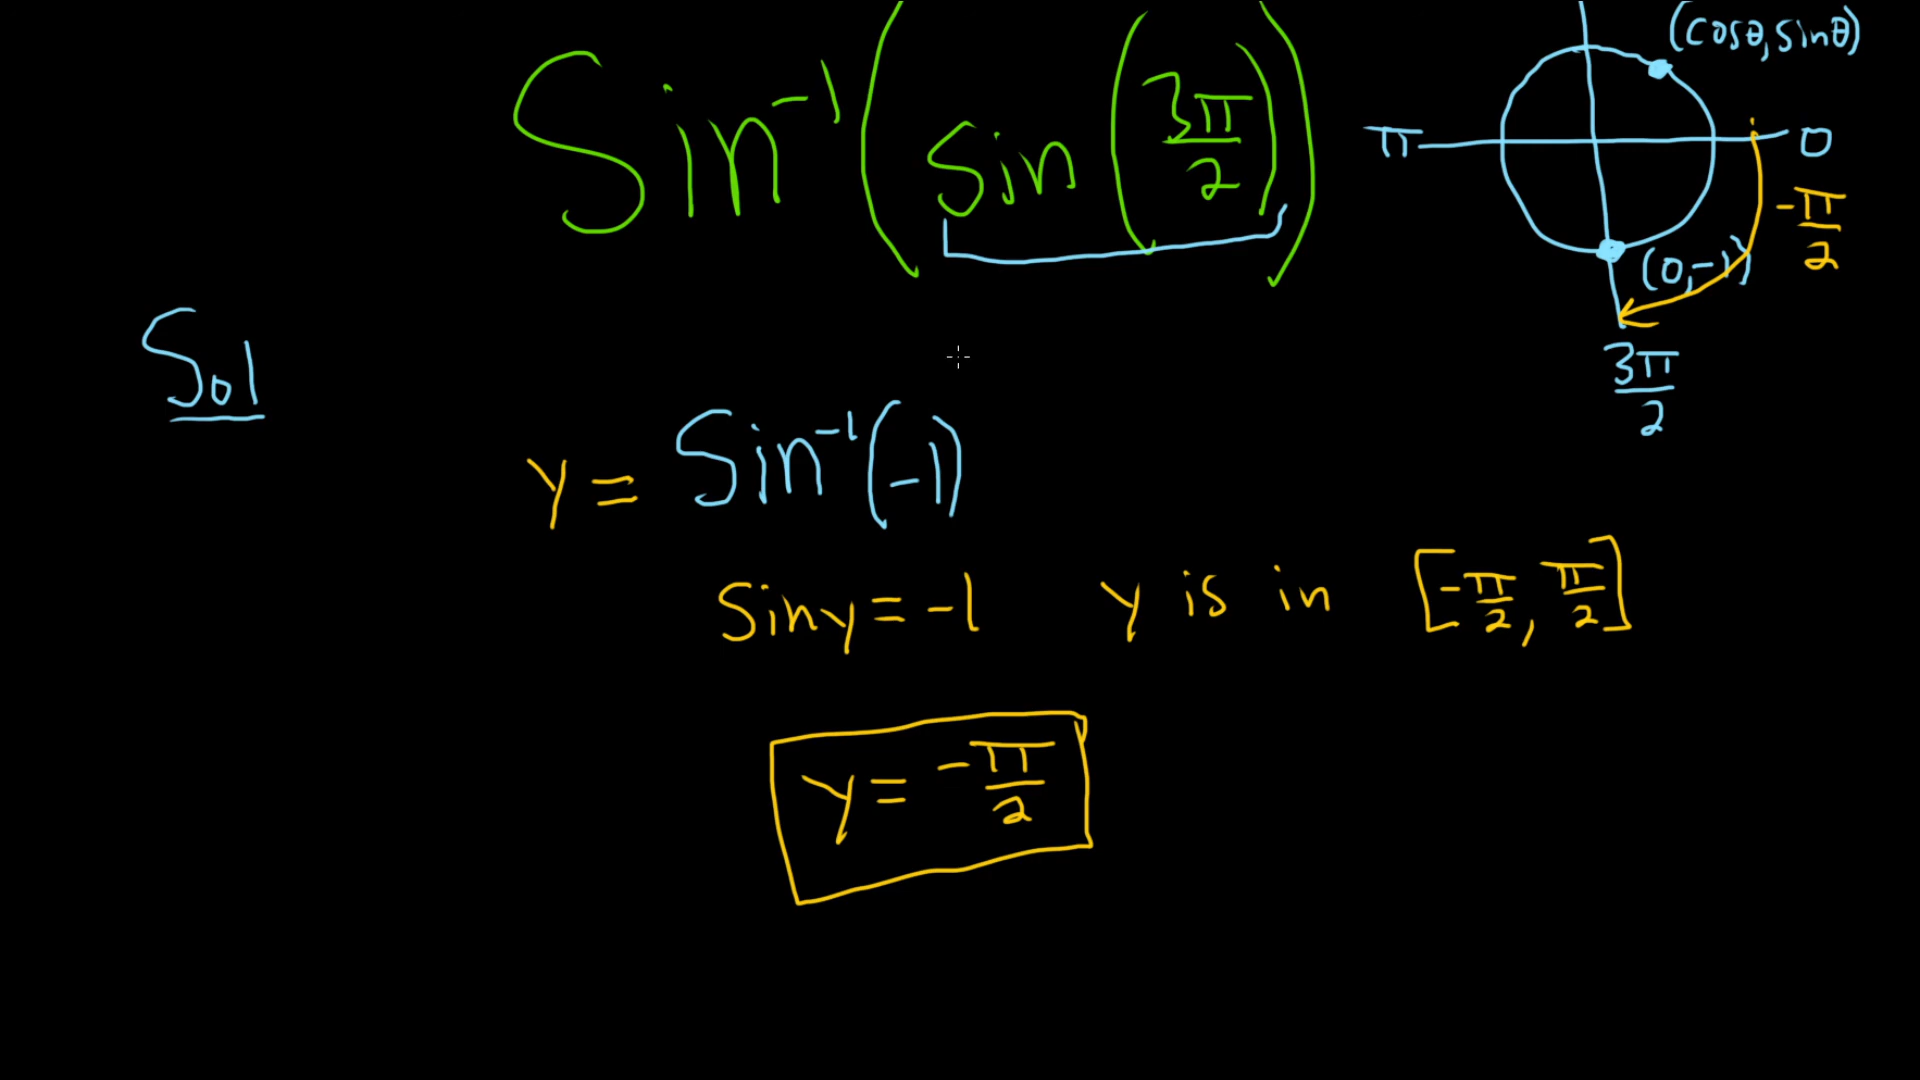 Sin⁻¹(sin(3π/2))
(cosθ, sinθ)
π 0
-π/2
(0,-1)
3π/2
Sol
y = Sin⁻¹(-1)
Siny = -1 y is in [-π/2, π/2]
y = -π/2